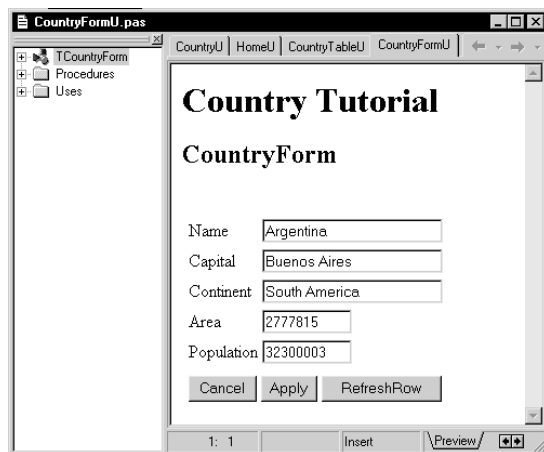 CountryFormU.pas
TCountryForm
Procedures
Uses
CountryU HomeU CountryTableU CountryFormU
Country Tutorial
CountryForm
Name Argentina
Capital Buenos Aires
Continent South America
Area 2777815
Population 32300003
Cancel Apply RefreshRow
1: 1 Insert Preview